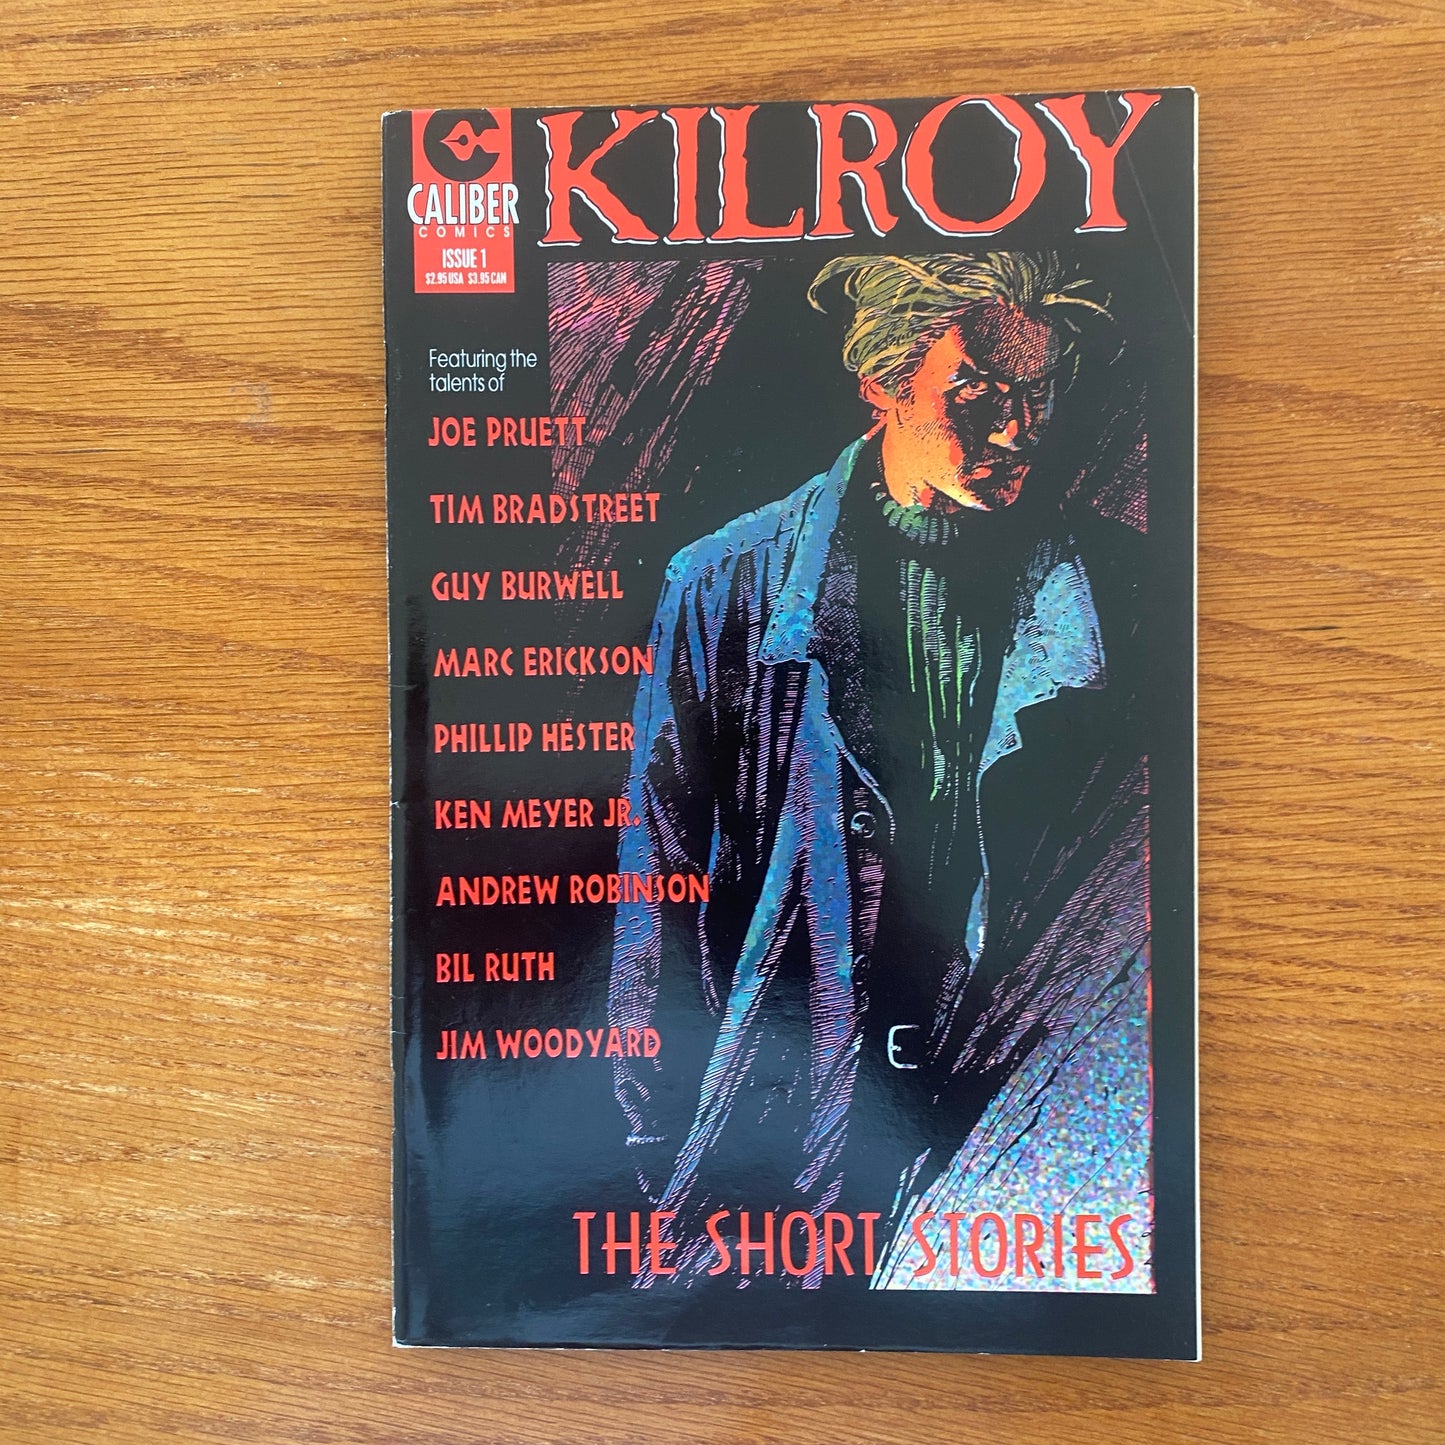 CALIBER
COMICS
ISSUE 1
$2.95 USA $3.95 CAN
KILROY
Featuring the
talents of
JOE PRUETT
TIM BRADSTREET
GUY BURWELL
MARC ERICKSON
PHILLIP HESTER
KEN MEYER JR.
ANDREW ROBINSON
BIL RUTH
JIM WOODYARD
THE SHORT STORIES